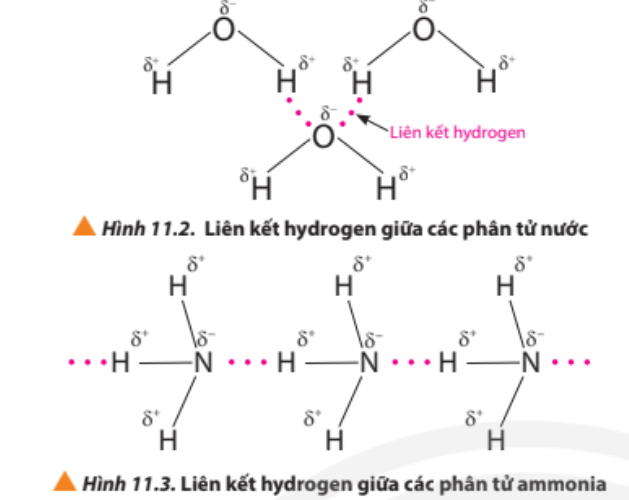 δ⁻ δ⁻
O O
δ⁺ δ⁺ δ⁺ δ⁺
H H H H
δ⁻
O
Liên kết hydrogen
δ⁺ δ⁺
H H
Hình 11.2. Liên kết hydrogen giữa các phân tử nước
δ⁺ δ⁺ δ⁺
H H H
δ⁺ δ⁻ δ⁺ δ⁻ δ⁺ δ⁻
H N H N H N
δ⁺ δ⁺ δ⁺
H H H
Hình 11.3. Liên kết hydrogen giữa các phân tử ammonia